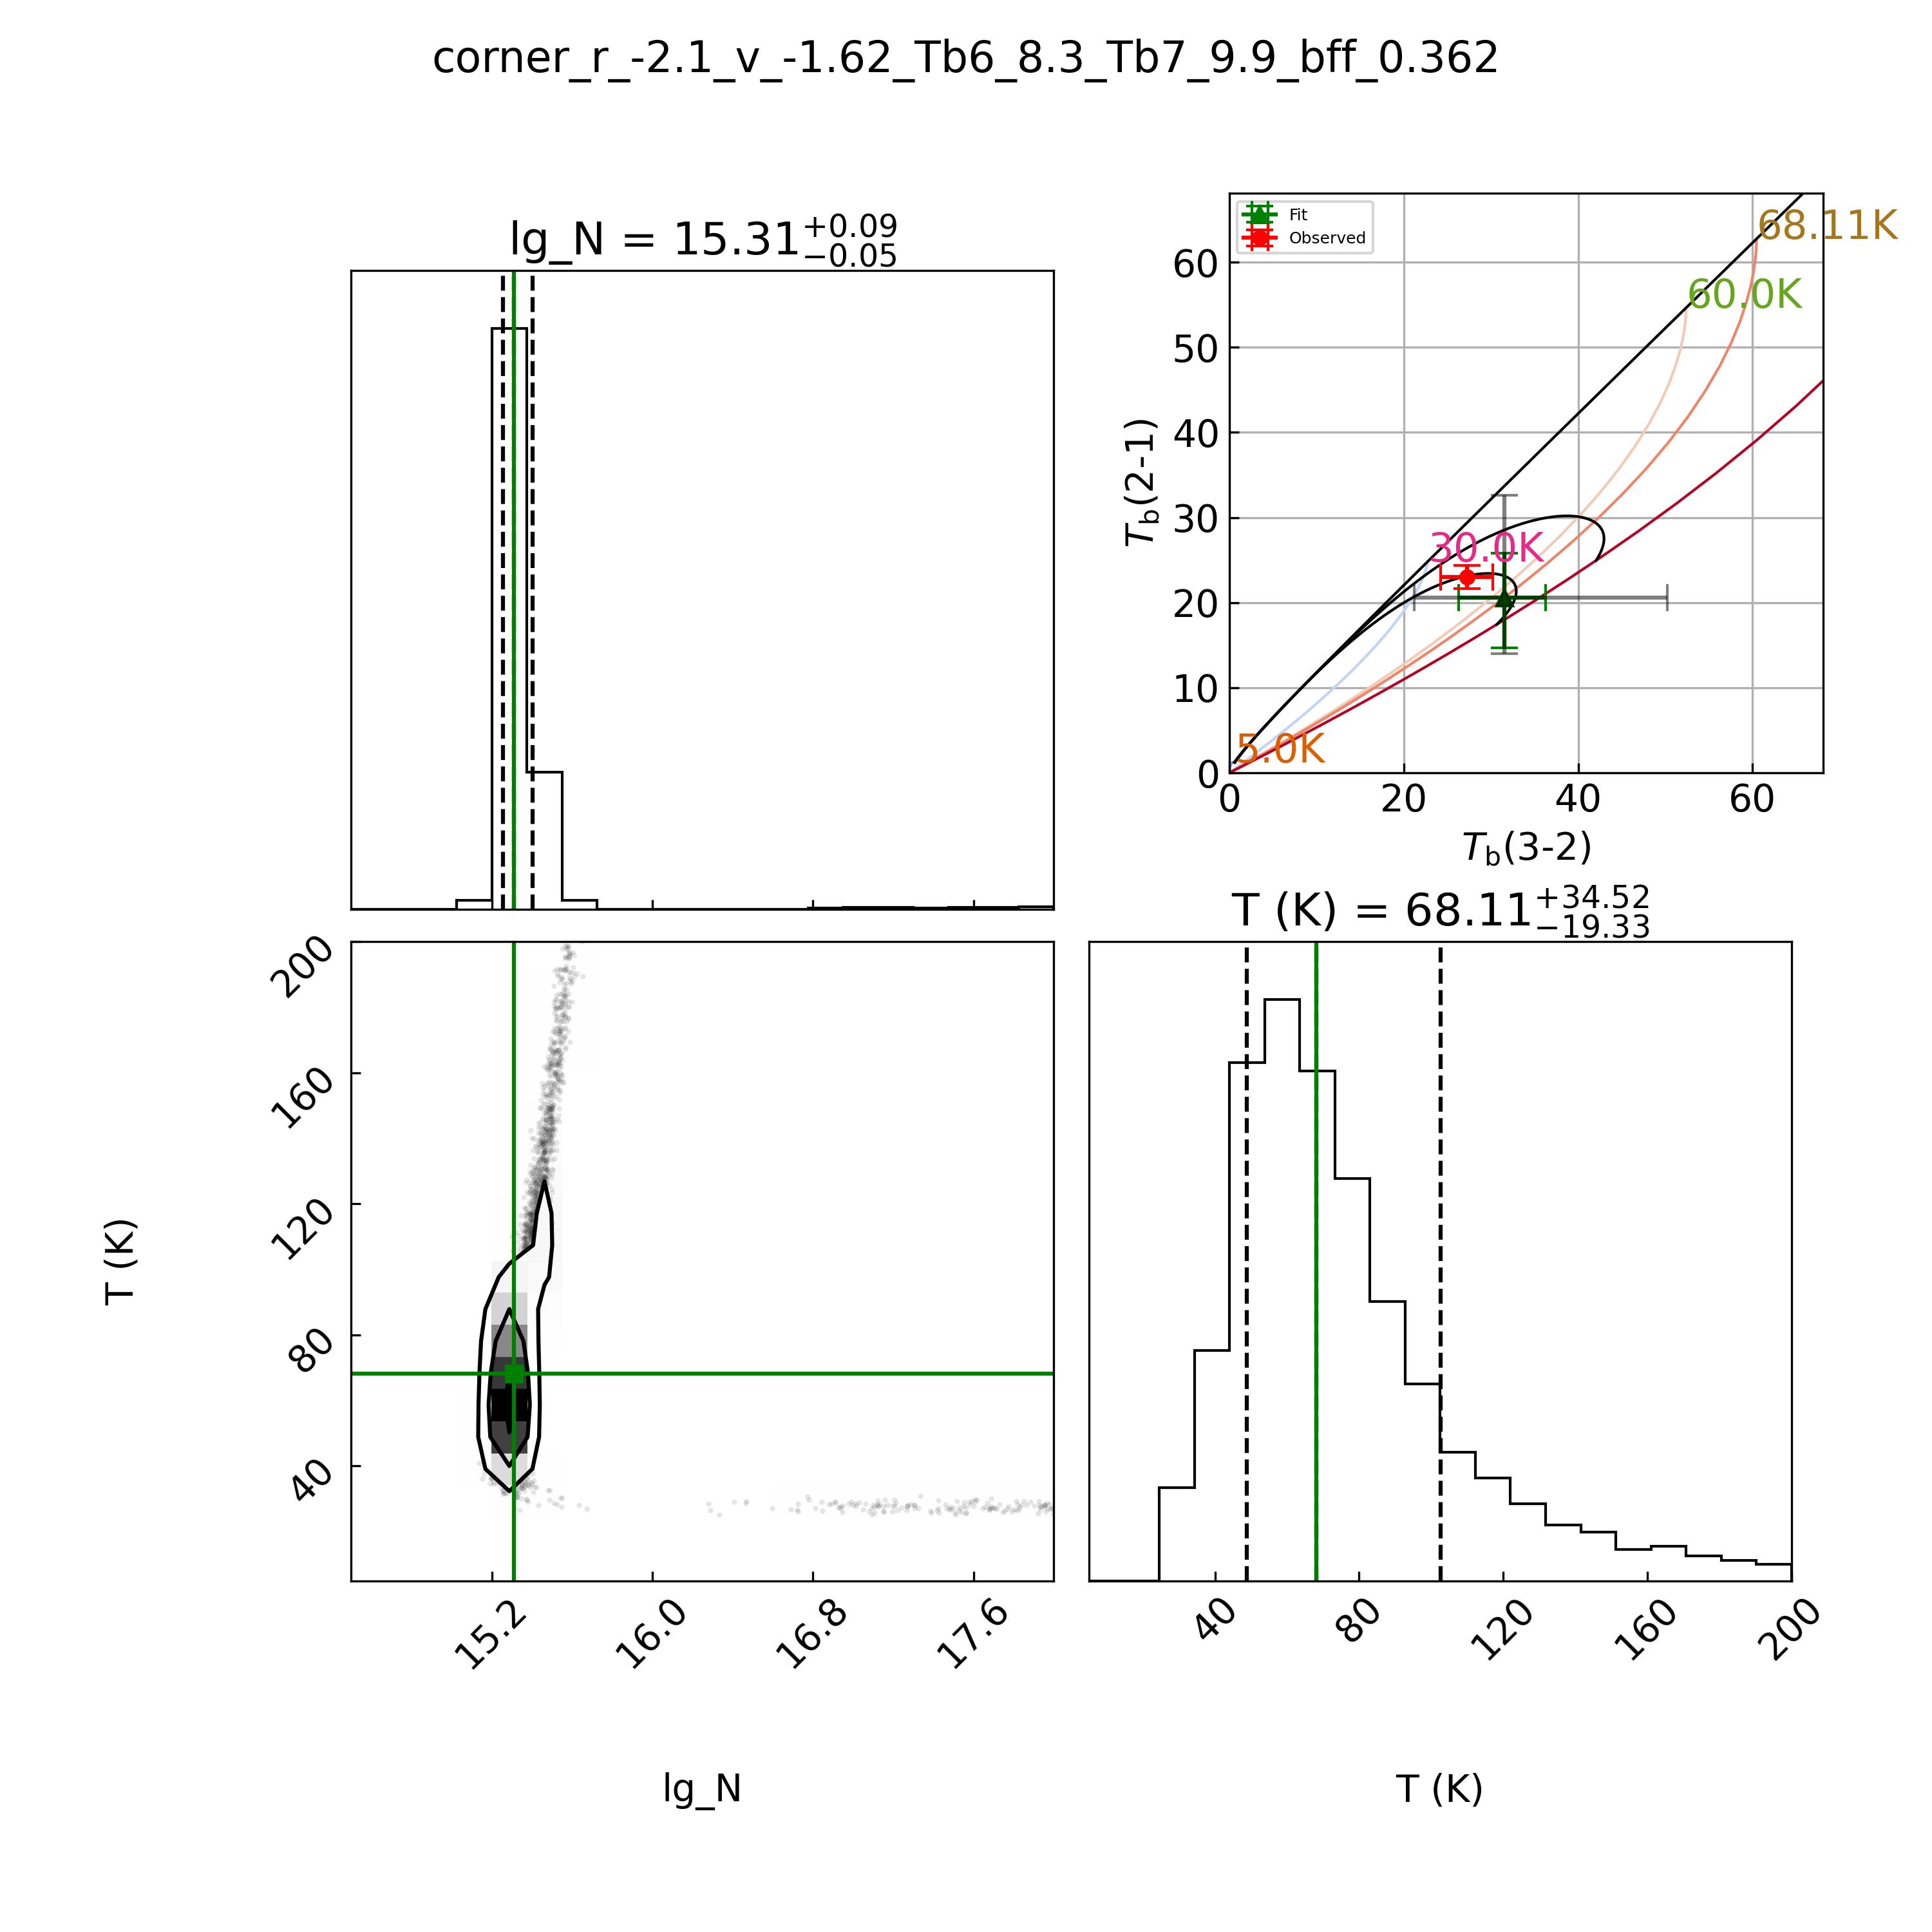 corner_r_-2.1_v_-1.62_Tb6_8.3_Tb7_9.9_bff_0.362
lg_N = 15.31 +0.09 −0.05
Fit
Observed
68.11K
60.0K
30.0K
5.0K
60
50
40
30
20
10
0
Tb(2-1)
0 20 40 60
Tb(3-2)
T (K) = 68.11 +34.52 −19.33
200
160
120
80
40
T (K)
15.2 16.0 16.8 17.6
lg_N
40 80 120 160 200
T (K)